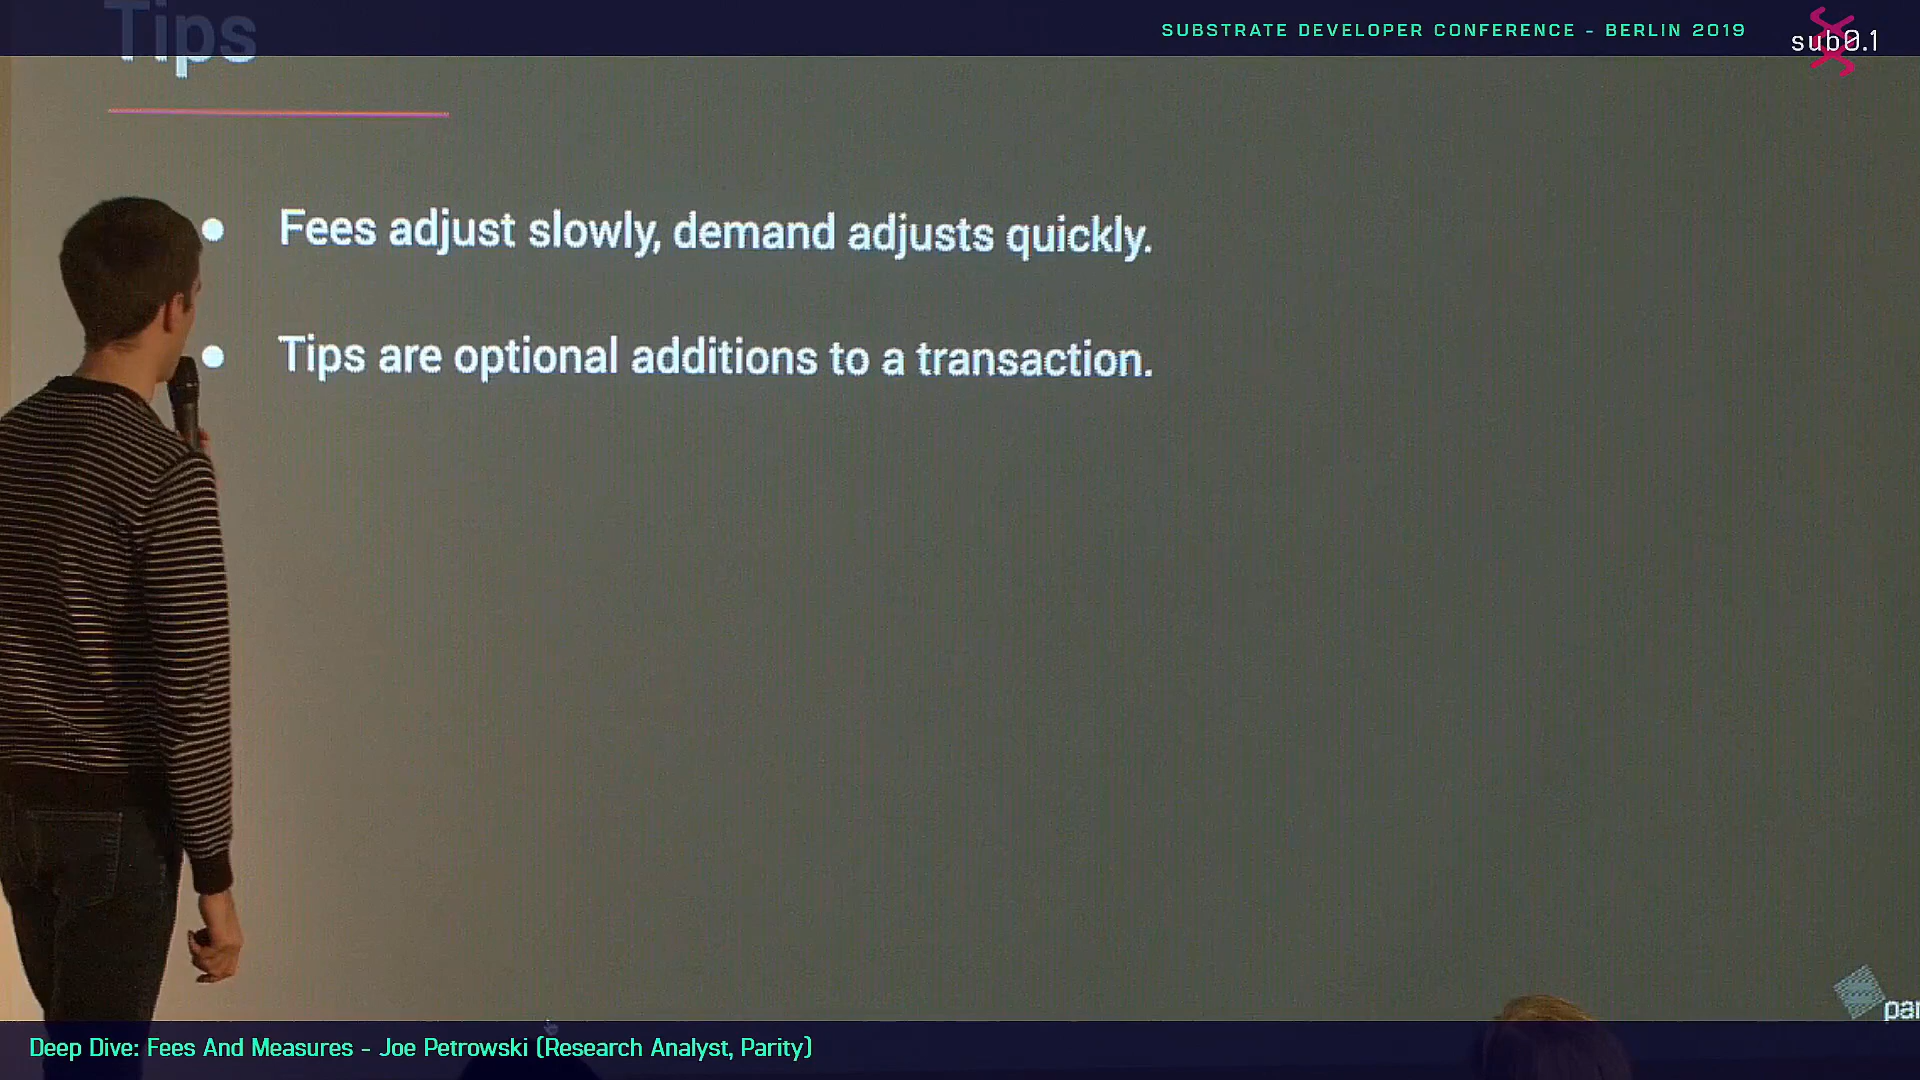 Tips
SUBSTRATE DEVELOPER CONFERENCE - BERLIN 2019
sub0.1
• Fees adjust slowly, demand adjusts quickly.
• Tips are optional additions to a transaction.
Deep Dive: Fees And Measures - Joe Petrowski (Research Analyst, Parity)